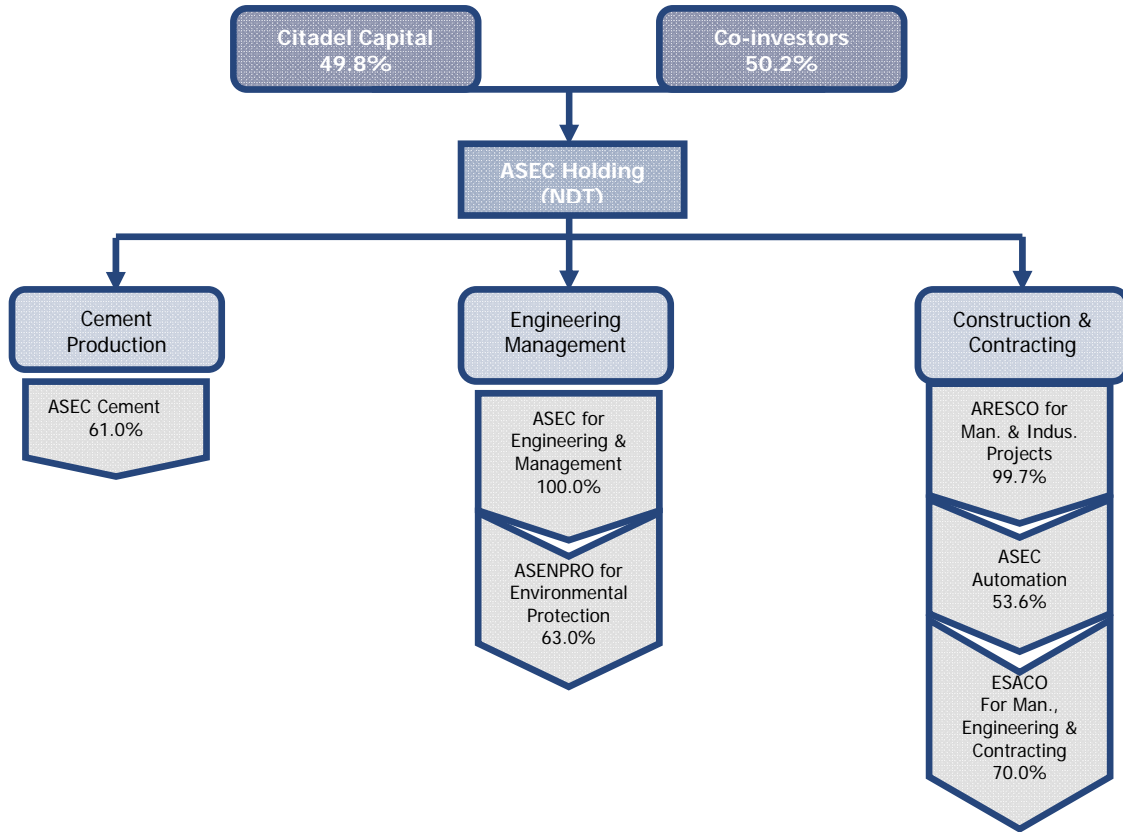 Citadel Capital
49.8%
Co-investors
50.2%
ASEC Holding
(NDT)
Cement
Production
Engineering
Management
Construction &
Contracting
ASEC Cement
61.0%
ASEC for
Engineering &
Management
100.0%
ASENPRO for
Environmental
Protection
63.0%
ARESCO for
Man. & Indus.
Projects
99.7%
ASEC
Automation
53.6%
ESACO
For Man.,
Engineering &
Contracting
70.0%